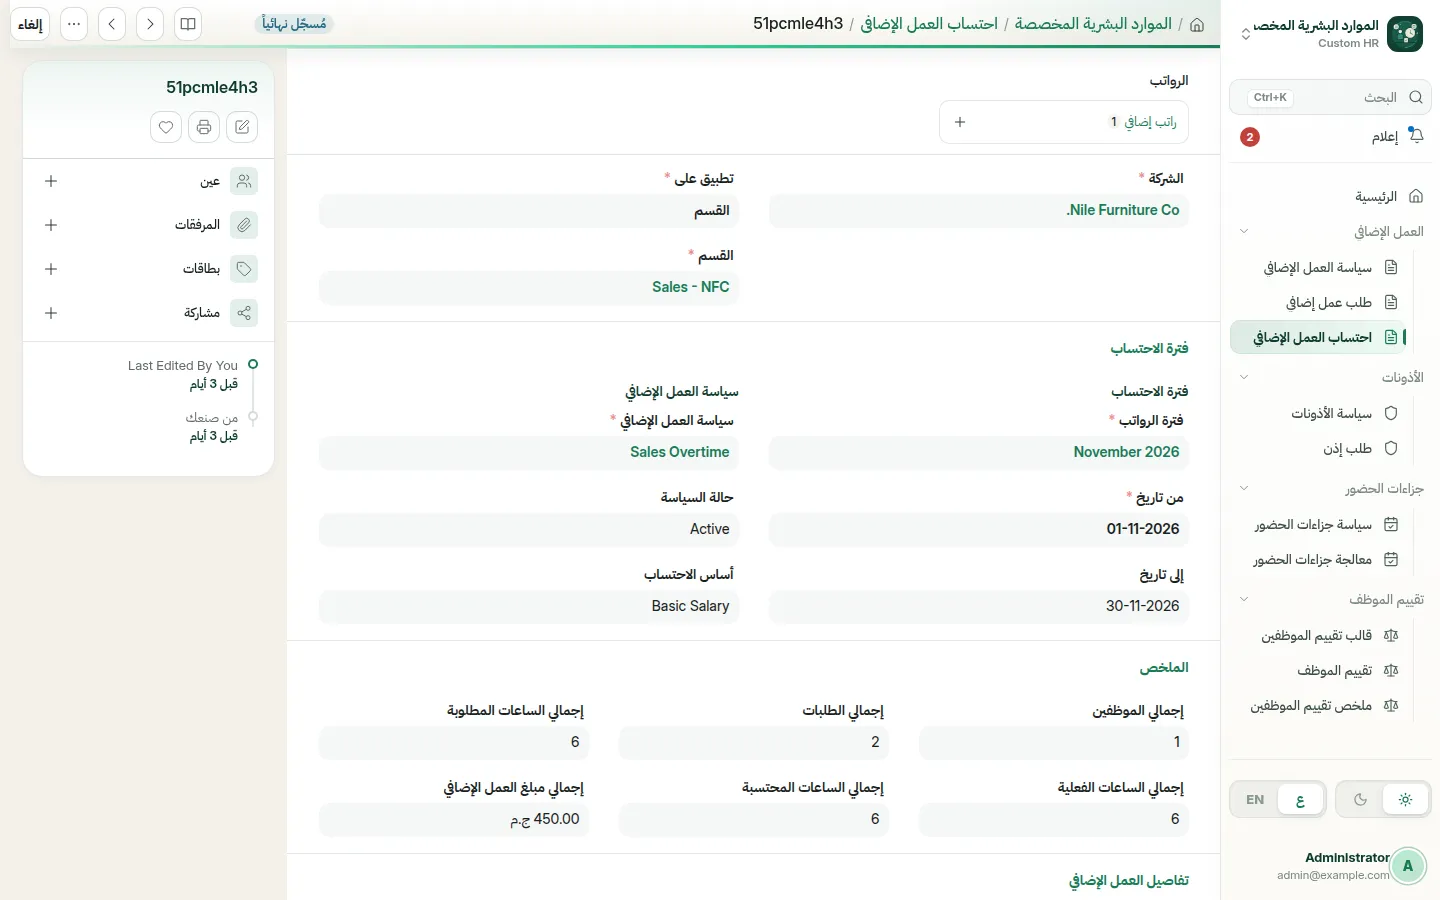 الموارد البشرية المخصص
Custom HR
البحث
Ctrl+K
إعلام
2
الرئيسية
العمل الإضافي
سياسة العمل الإضافي
طلب عمل إضافي
احتساب العمل الإضافي
الأذونات
سياسة الأذونات
طلب إذن
جزاءات الحضور
سياسة جزاءات الحضور
معالجة جزاءات الحضور
تقييم الموظف
قالب تقييم الموظفين
تقييم الموظف
ملخص تقييم الموظفين
ع
EN
Administrator
admin@example.com
A
الموارد البشرية المخصصة / احتساب العمل الإضافي / 51pcmle4h3
مُسجّل نهائياً
إلغاء
الرواتب
راتب إضافي 1
الشركة *
Nile Furniture Co.
تطبيق على *
القسم
القسم *
Sales - NFC
فترة الاحتساب
فترة الاحتساب
فترة الرواتب *
November 2026
من تاريخ *
01-11-2026
إلى تاريخ
30-11-2026
سياسة العمل الإضافي
سياسة العمل الإضافي *
Sales Overtime
حالة السياسة
Active
أساس الاحتساب
Basic Salary
الملخص
إجمالي الموظفين
1
إجمالي الطلبات
2
إجمالي الساعات المطلوبة
6
إجمالي الساعات الفعلية
6
إجمالي الساعات المحتسبة
6
إجمالي مبلغ العمل الإضافي
450.00 ج.م
تفاصيل العمل الإضافي
51pcmle4h3
عين
المرفقات
بطاقات
مشاركة
Last Edited By You
قبل 3 أيام
من صنعك
قبل 3 أيام